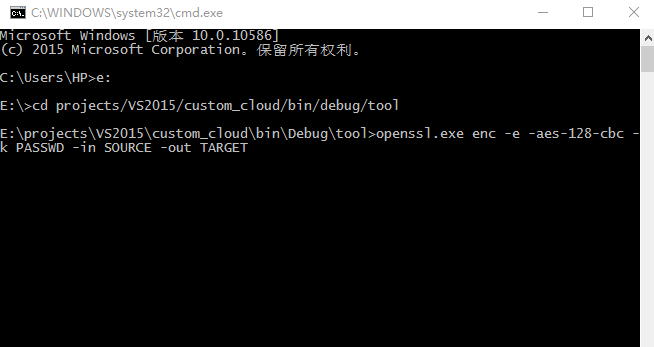 C:\WINDOWS\system32\cmd.exe
Microsoft Windows [版本 10.0.10586]
(c) 2015 Microsoft Corporation。保留所有权利。
C:\Users\HP>e:
E:\>cd projects/VS2015/custom_cloud/bin/debug/tool
E:\projects\VS2015\custom_cloud\bin\Debug\tool>openssl.exe enc -e -aes-128-cbc -
k PASSWD -in SOURCE -out TARGET